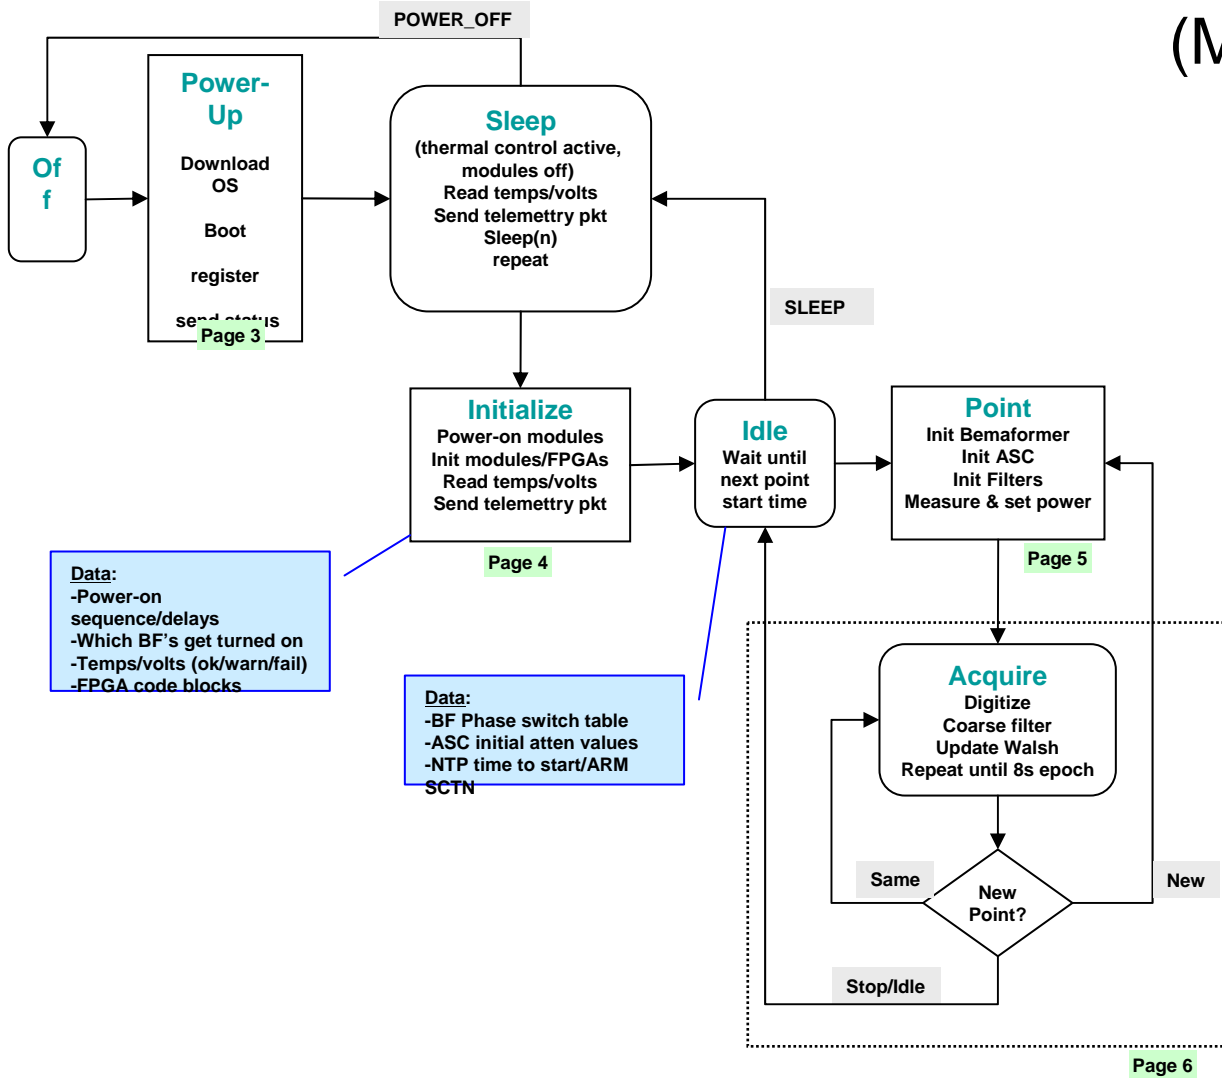 POWER_OFF
(M
Power-
Up
Download
OS
Boot
register
send status
Page 3
Of
f
Sleep
(thermal control active,
modules off)
Read temps/volts
Send telemettry pkt
Sleep(n)
repeat
SLEEP
Initialize
Power-on modules
Init modules/FPGAs
Read temps/volts
Send telemettry pkt
Page 4
Idle
Wait until
next point
start time
Point
Init Bemaformer
Init ASC
Init Filters
Measure & set power
Page 5
Data:
-Power-on
sequence/delays
-Which BF's get turned on
-Temps/volts (ok/warn/fail)
-FPGA code blocks
Data:
-BF Phase switch table
-ASC initial atten values
-NTP time to start/ARM
SCTN
Acquire
Digitize
Coarse filter
Update Walsh
Repeat until 8s epoch
Same
New
Point?
New
Stop/Idle
Page 6